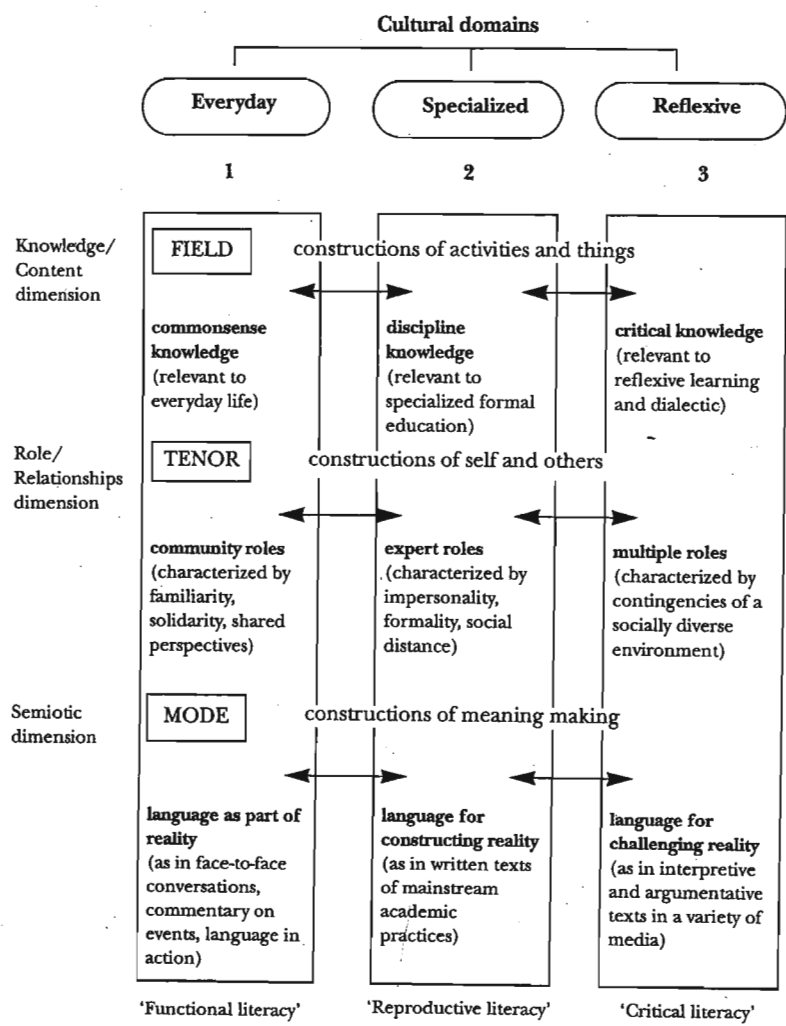 Cultural domains
Everyday
Specialized
Reflexive
1
2
3
Knowledge/
Content
dimension
FIELD
constructions of activities and things
commonsense
knowledge
(relevant to
everyday life)
discipline
knowledge
(relevant to
specialized formal
education)
critical knowledge
(relevant to
reflexive learning
and dialectic)
Role/
Relationships
dimension
TENOR
constructions of self and others
community roles
(characterized by
familiarity,
solidarity, shared
perspectives)
expert roles
(characterized by
impersonality,
formality, social
distance)
multiple roles
(characterized by
contingencies of a
socially diverse
environment)
Semiotic
dimension
MODE
constructions of meaning making
language as part of
reality
(as in face-to-face
conversations,
commentary on
events, language in
action)
language for
constructing reality
(as in written texts
of mainstream
academic
practices)
language for
challenging reality
(as in interpretive
and argumentative
texts in a variety of
media)
'Functional literacy'
'Reproductive literacy'
'Critical literacy'